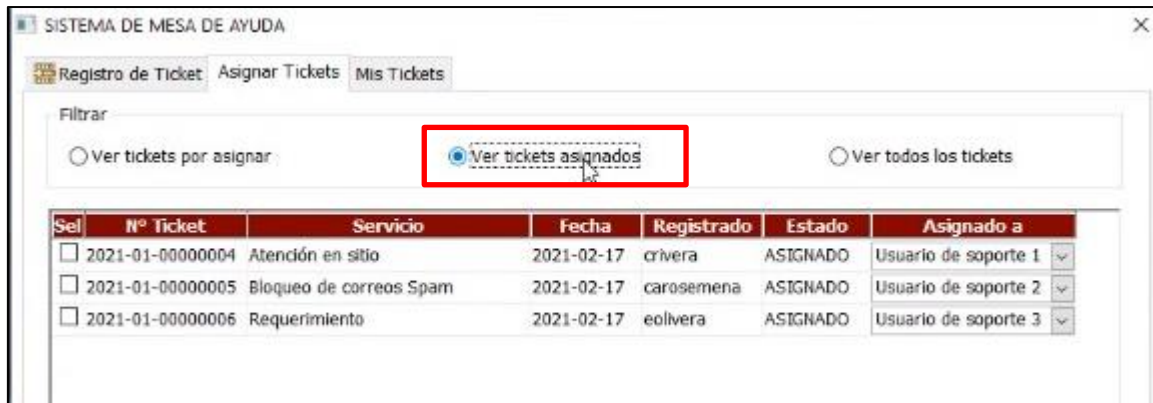 SISTEMA DE MESA DE AYUDA
Registro de Ticket Asignar Tickets Mis Tickets
Filtrar
Ver tickets por asignar Ver tickets asignados Ver todos los tickets
Sel Nº Ticket Servicio Fecha Registrado Estado Asignado a
2021-01-00000004 Atención en sitio 2021-02-17 crivera ASIGNADO Usuario de soporte 1
2021-01-00000005 Bloqueo de correos Spam 2021-02-17 carosemena ASIGNADO Usuario de soporte 2
2021-01-00000006 Requerimiento 2021-02-17 eolivera ASIGNADO Usuario de soporte 3